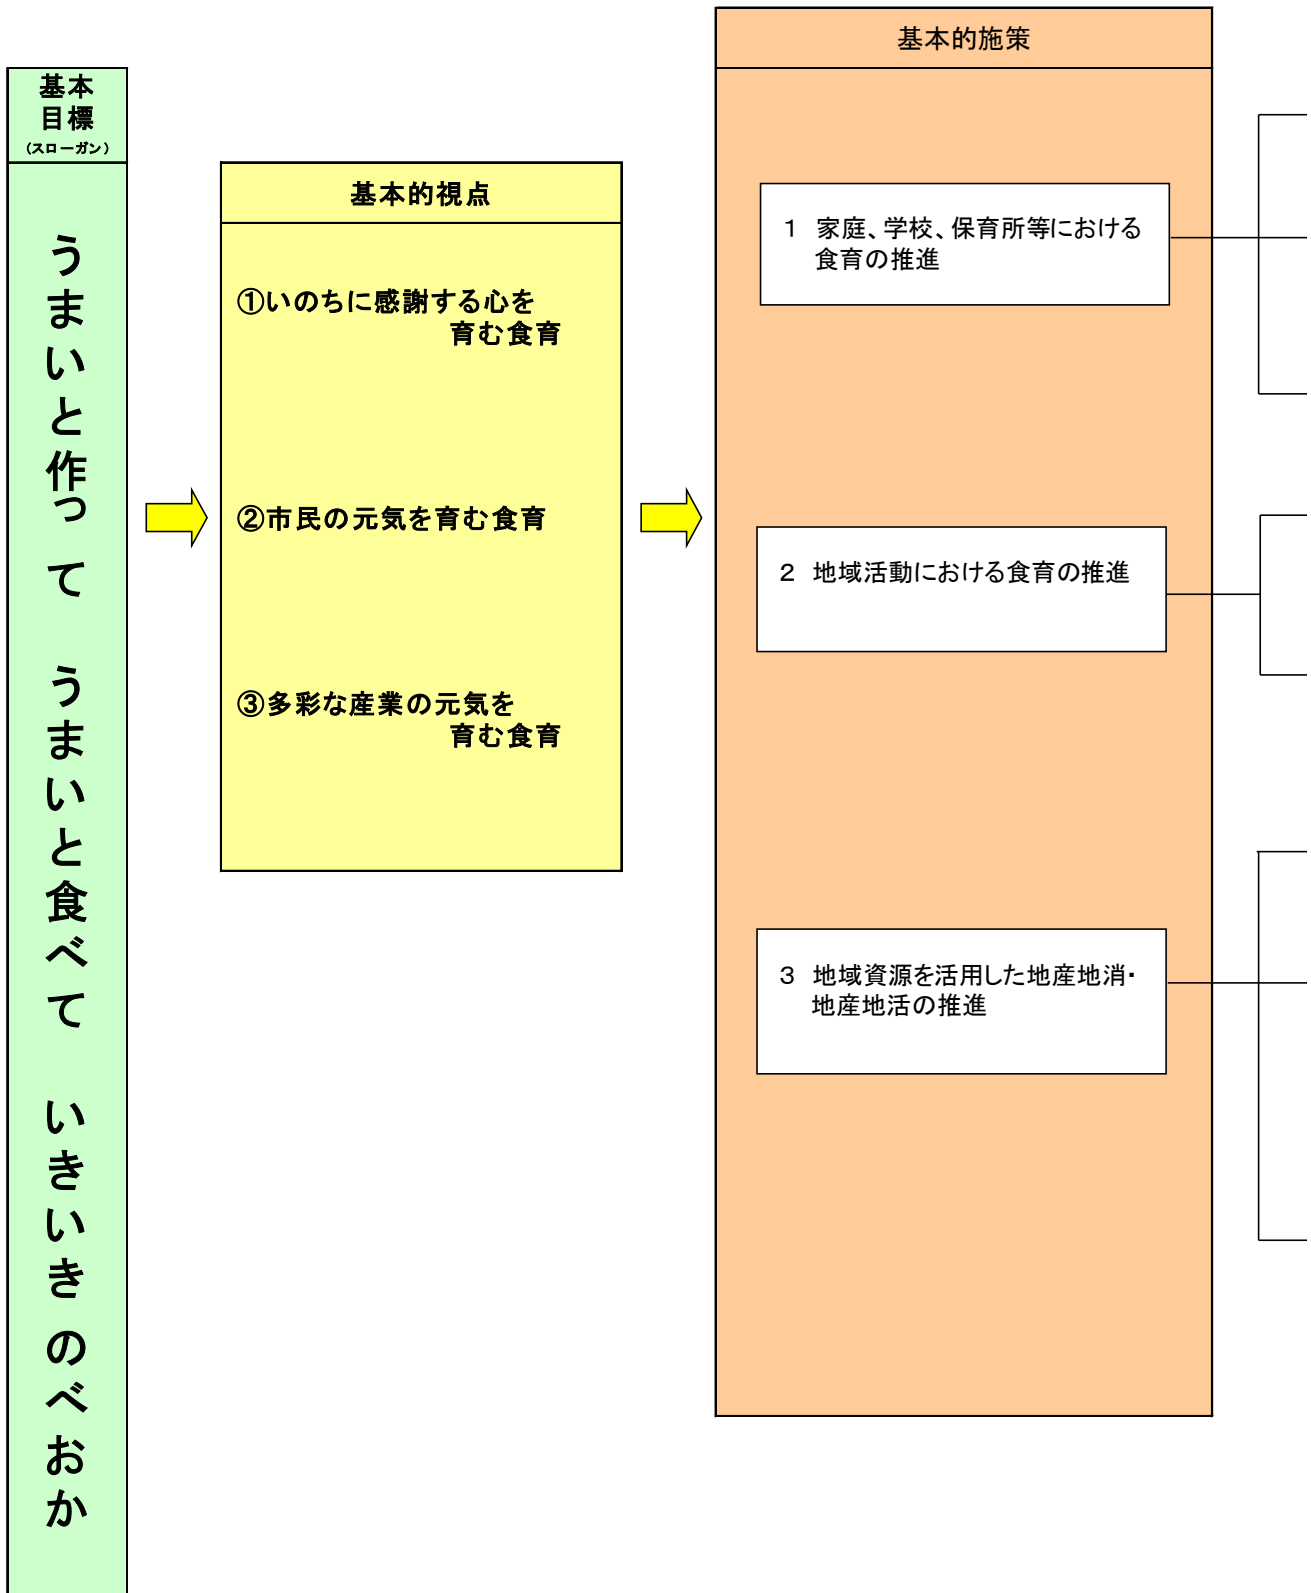 基本
目標
(スローガン)
うまいと作って　うまいと食べて　いきいき のべおか
基本的視点
①いのちに感謝する心を
育む食育
②市民の元気を育む食育
③多彩な産業の元気を
育む食育
基本的施策
１　家庭、学校、保育所等における
食育の推進
２　地域活動における食育の推進
３　地域資源を活用した地産地消・
地産地活の推進